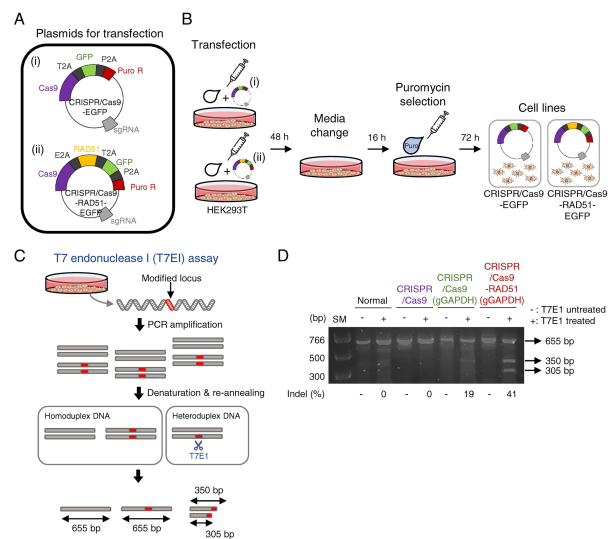 A
Plasmids for transfection
(i)
GFP
T2A
P2A
Puro R
Cas9
CRISPR/Cas9
-EGFP
sgRNA
(ii)
RAD51
E2A
T2A
GFP
Cas9
P2A
Puro R
CRISPR/Cas9
-RAD51-
EGFP
sgRNA
B
Transfection
+
(i)
+
(ii)
HEK293T
48 h
Media
change
16 h
Puromycin
selection
Puro
72 h
Cell lines
CRISPR/Cas9
-EGFP
CRISPR/Cas9
-RAD51-
EGFP
C
T7 endonuclease I (T7EI) assay
Modified locus
PCR amplification
Denaturation & re-annealing
Homoduplex DNA
Heteroduplex DNA
T7E1
655 bp
655 bp
350 bp
305 bp
D
Normal
CRISPR
/Cas9
CRISPR
/Cas9
(gGAPDH)
CRISPR
/Cas9
-RAD51
(gGAPDH)
- : T7E1 untreated
+: T7E1 treated
(bp) SM - + - + - + - +
766
500
300
655 bp
350 bp
305 bp
Indel (%) - 0 - 0 - 19 - 41